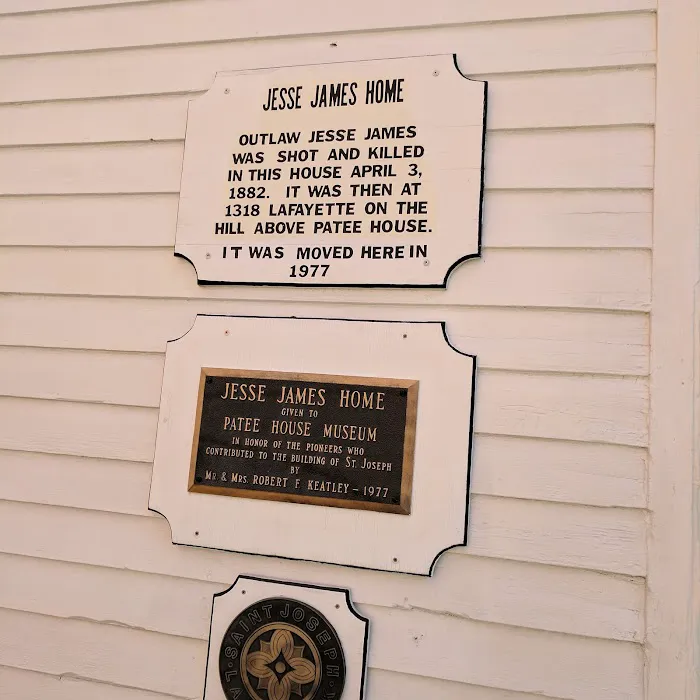 JESSE JAMES HOME
OUTLAW JESSE JAMES
WAS SHOT AND KILLED
IN THIS HOUSE APRIL 3,
1882. IT WAS THEN AT
1318 LAFAYETTE ON THE
HILL ABOVE PATEE HOUSE.
IT WAS MOVED HERE IN
1977
JESSE JAMES HOME
GIVEN TO
PATEE HOUSE MUSEUM
IN HONOR OF THE PIONEERS WHO
CONTRIBUTED TO THE BUILDING OF ST. JOSEPH
BY
MR. & MRS. ROBERT F. KEATLEY - 1977
SAINT JOSEPH